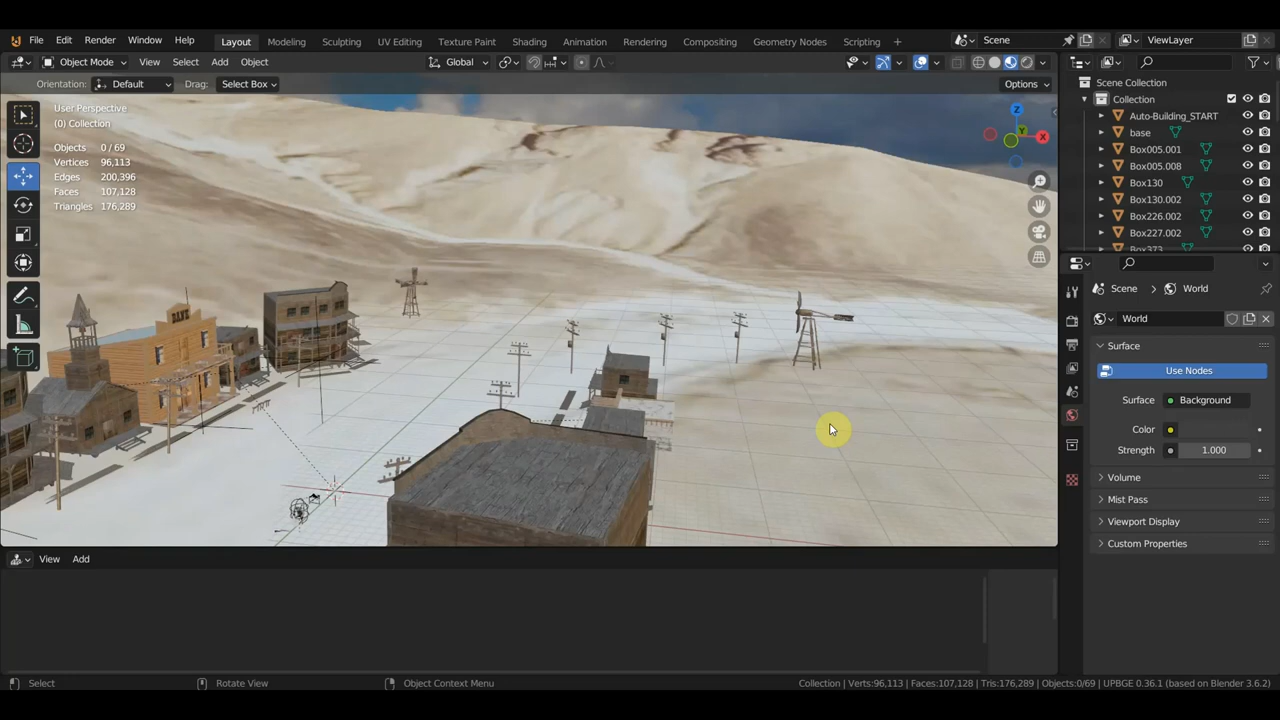 File Edit Render Window Help Layout Modeling Sculpting UV Editing Texture Paint Shading Animation Rendering Compositing Geometry Nodes Scripting + Scene ViewLayer
Object Mode View Select Add Object Global
Orientation: Default Drag: Select Box Options
User Perspective
(0) Collection
Objects 0 / 69
Vertices 96,113
Edges 200,396
Faces 107,128
Triangles 176,289
Z
Y
X
BANK
Scene Collection
Collection
Auto-Building_START
base
Box005.001
Box005.008
Box130
Box130.002
Box226.002
Box227.002
Box373
Scene > World
World
Surface
Use Nodes
Surface Background
Color
Strength 1.000
Volume
Mist Pass
Viewport Display
Custom Properties
View Add
Select Rotate View Object Context Menu Collection | Verts:96,113 | Faces:107,128 | Tris:176,289 | Objects:0/69 | UPBGE 0.36.1 (based on Blender 3.6.2)